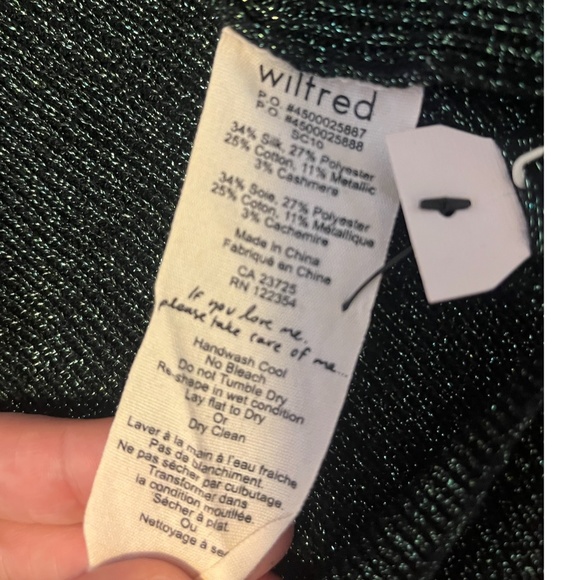 wilfred
P.O. #4500025887
P.O. #4500025888
SC10
34% Silk, 27% Polyester
25% Cotton, 11% Metallic
3% Cashmere
34% Soie, 27% Polyester
25% Coton, 11% Métallique
3% Cachemire
Made in China
Fabriqué en Chine
CA 23725
RN 122354
If you love me,
please take care of me...
Handwash Cool
No Bleach
Do not Tumble Dry
Re-shape in wet condition
Lay flat to Dry
Or
Dry Clean
Laver à la main à l'eau fraiche
Pas de blanchiment.
Ne pas sécher par culbutage.
Transformer dans
la condition mouillée.
Sécher à plat.
Ou
Nettoyage à se